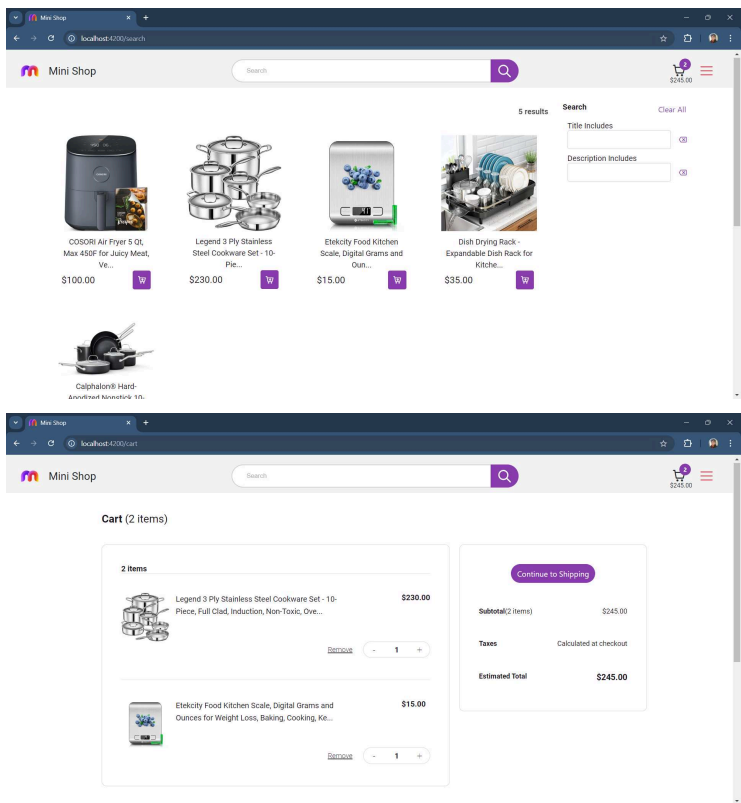 Mini Shop
localhost:4200/search
Mini Shop
Search
2
$245.00
5 results
Search
Clear All
Title Includes
Description Includes
COSORI Air Fryer 5 Qt,
Max 450F for Juicy Meat,
Ve...
$100.00
Legend 3 Ply Stainless
Steel Cookware Set - 10-
Pie...
$230.00
Etekcity Food Kitchen
Scale, Digital Grams and
Oun...
$15.00
Dish Drying Rack -
Expandable Dish Rack for
Kitche...
$35.00
Calphalon® Hard-
Anodized Nonstick 10-
Mini Shop
localhost:4200/cart
Mini Shop
Search
2
$245.00
Cart (2 items)
2 items
Legend 3 Ply Stainless Steel Cookware Set - 10-
Piece, Full Clad, Induction, Non-Toxic, Ove...
$230.00
Remove
- 1 +
Etekcity Food Kitchen Scale, Digital Grams and
Ounces for Weight Loss, Baking, Cooking, Ke...
$15.00
Remove
- 1 +
Continue to Shipping
Subtotal(2 items) $245.00
Taxes Calculated at checkout
Estimated Total $245.00